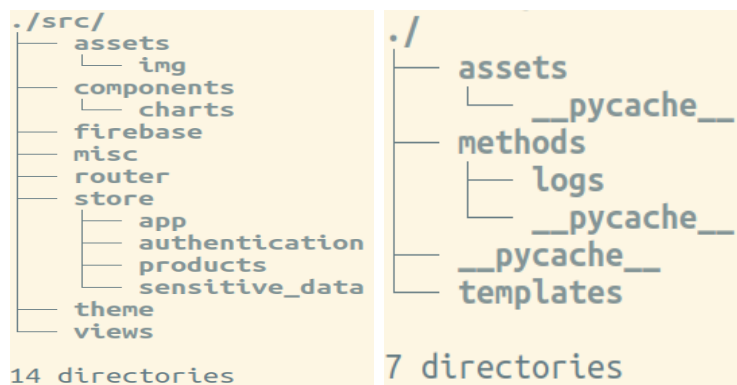 ./src/
assets
img
components
charts
firebase
misc
router
store
app
authentication
products
sensitive_data
theme
views
14 directories
./
assets
__pycache__
methods
logs
__pycache__
__pycache__
templates
7 directories